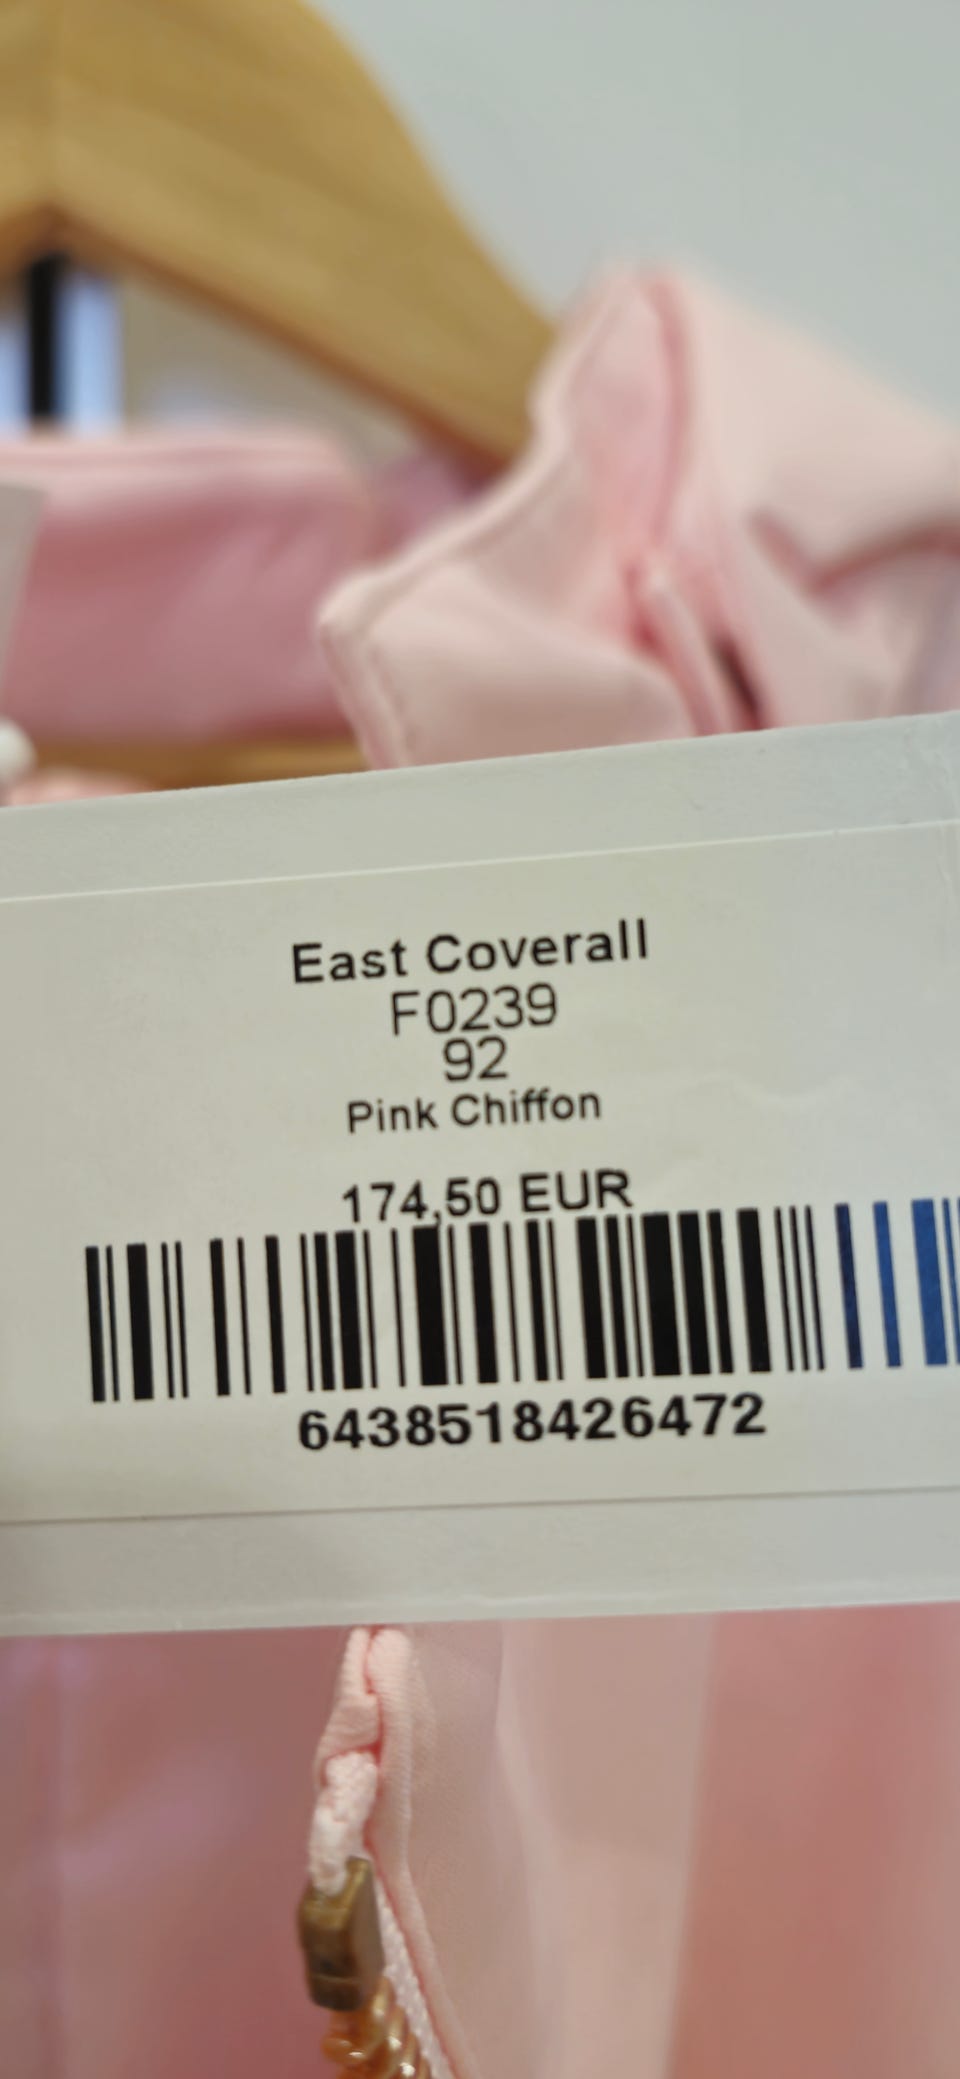 East Coverall
F0239
92
Pink Chiffon
174,50 EUR
6438518426472